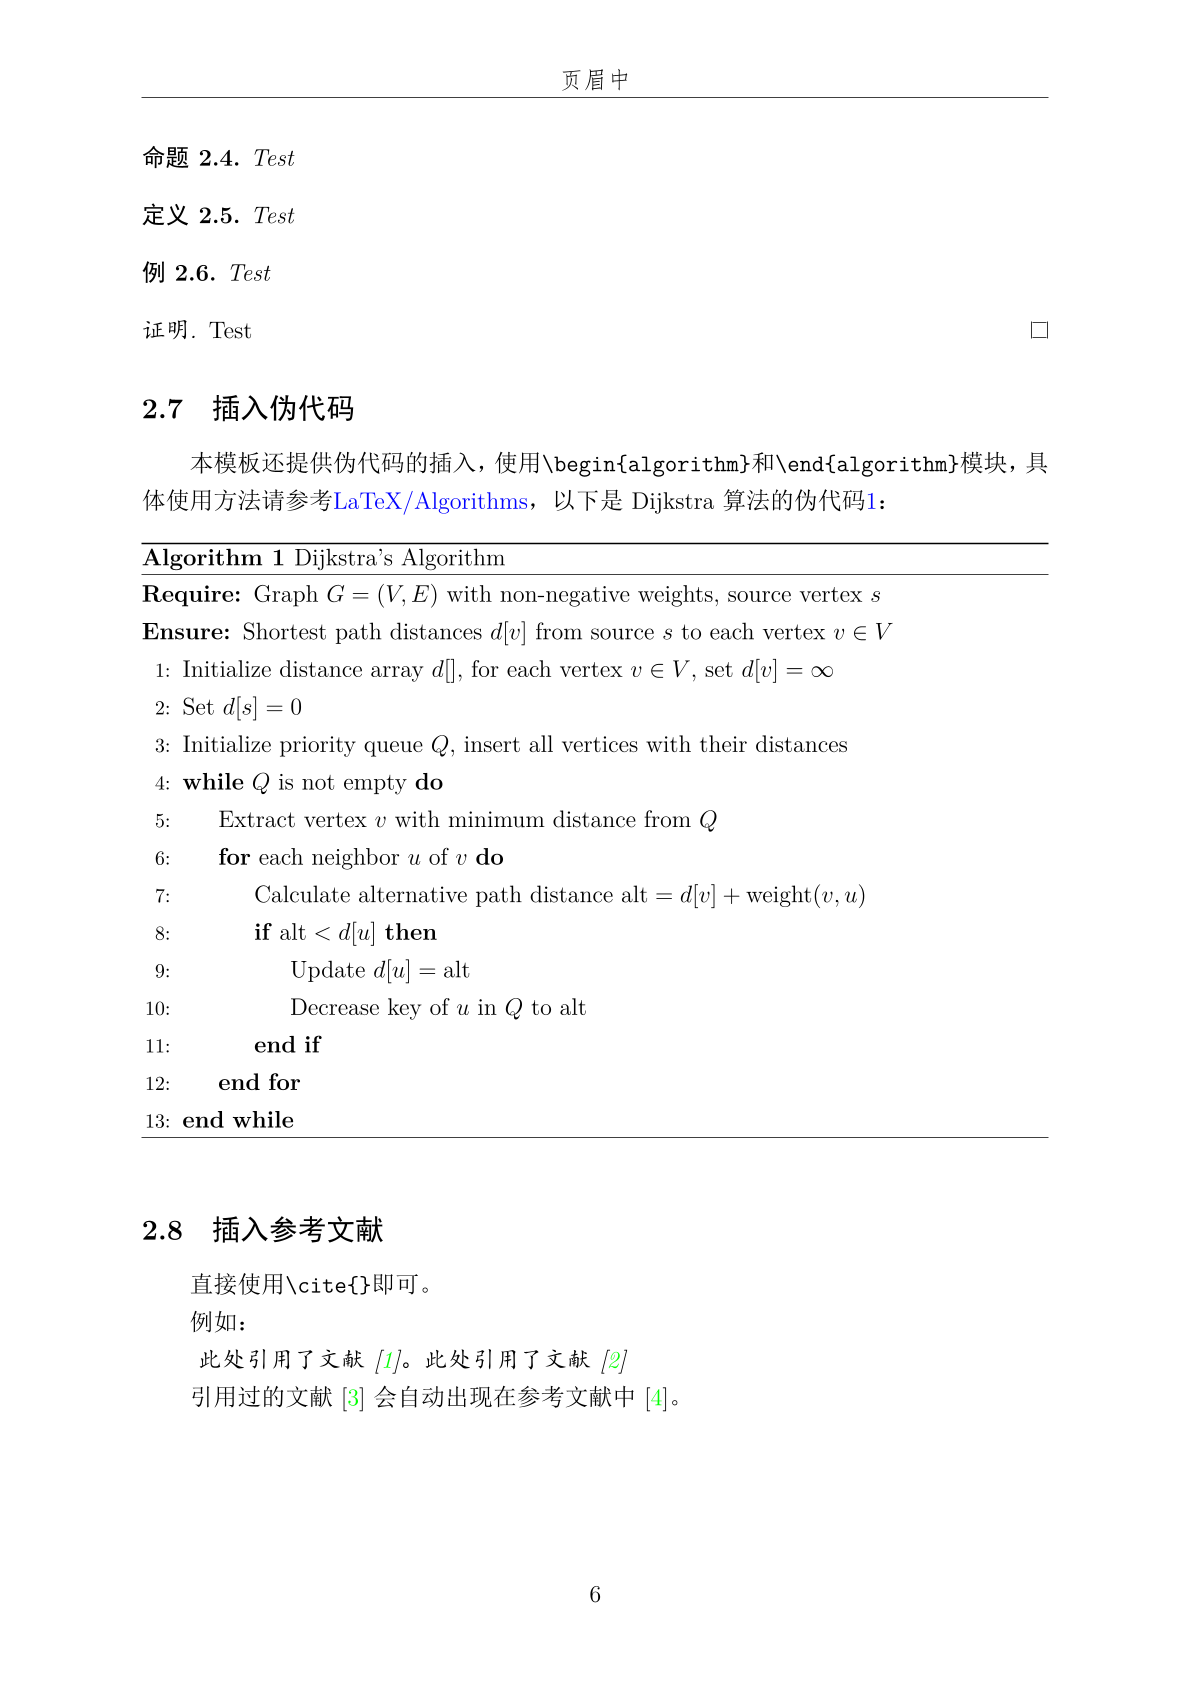 页眉中
命题 2.4. Test
定义 2.5. Test
例 2.6. Test
证明. Test □
2.7 插入伪代码
本模板还提供伪代码的插入，使用\begin{algorithm}和\end{algorithm}模块，具
体使用方法请参考LaTeX/Algorithms，以下是 Dijkstra 算法的伪代码1：
Algorithm 1 Dijkstra's Algorithm
Require: Graph G = (V, E) with non-negative weights, source vertex s
Ensure: Shortest path distances d[v] from source s to each vertex v ∈ V
1: Initialize distance array d[], for each vertex v ∈ V, set d[v] = ∞
2: Set d[s] = 0
3: Initialize priority queue Q, insert all vertices with their distances
4: while Q is not empty do
5: Extract vertex v with minimum distance from Q
6: for each neighbor u of v do
7: Calculate alternative path distance alt = d[v] + weight(v, u)
8: if alt < d[u] then
9: Update d[u] = alt
10: Decrease key of u in Q to alt
11: end if
12: end for
13: end while
2.8 插入参考文献
直接使用\cite{}即可。
例如：
此处引用了文献 [1]。此处引用了文献 [2]
引用过的文献 [3] 会自动出现在参考文献中 [4]。
6